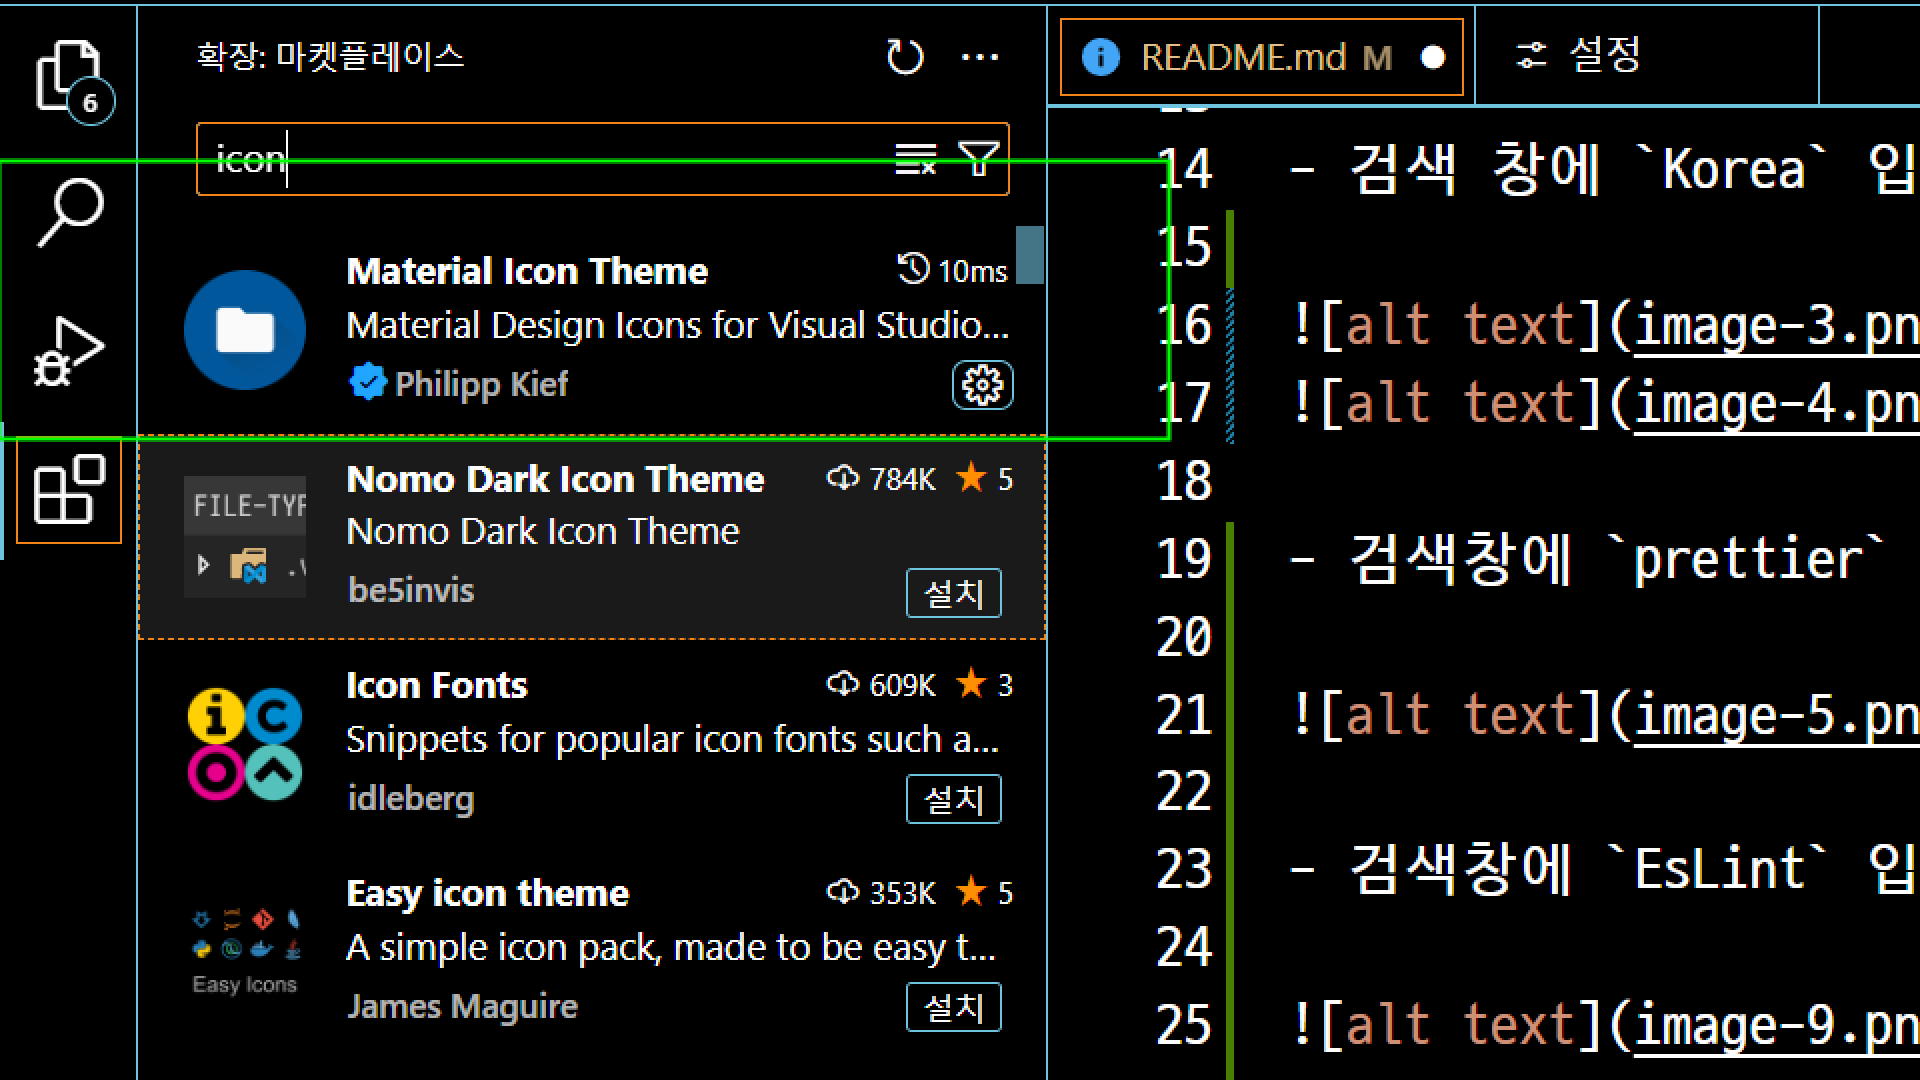 확장: 마켓플레이스
6
icon
Material Icon Theme
10ms
Material Design Icons for Visual Studio...
Philipp Kief
FILE-TYP
Nomo Dark Icon Theme
784K
5
Nomo Dark Icon Theme
be5invis
설치
Icon Fonts
609K
3
Snippets for popular icon fonts such a...
idleberg
설치
Easy Icons
Easy icon theme
353K
5
A simple icon pack, made to be easy t...
James Maguire
설치
README.md M
설정
14 - 검색 창에 `Korea` 입
15
16 ![alt text](image-3.pn
17 ![alt text](image-4.pn
18
19 - 검색창에 `prettier`
20
21 ![alt text](image-5.pn
22
23 - 검색창에 `EsLint` 입
24
25 ![alt text](image-9.pn